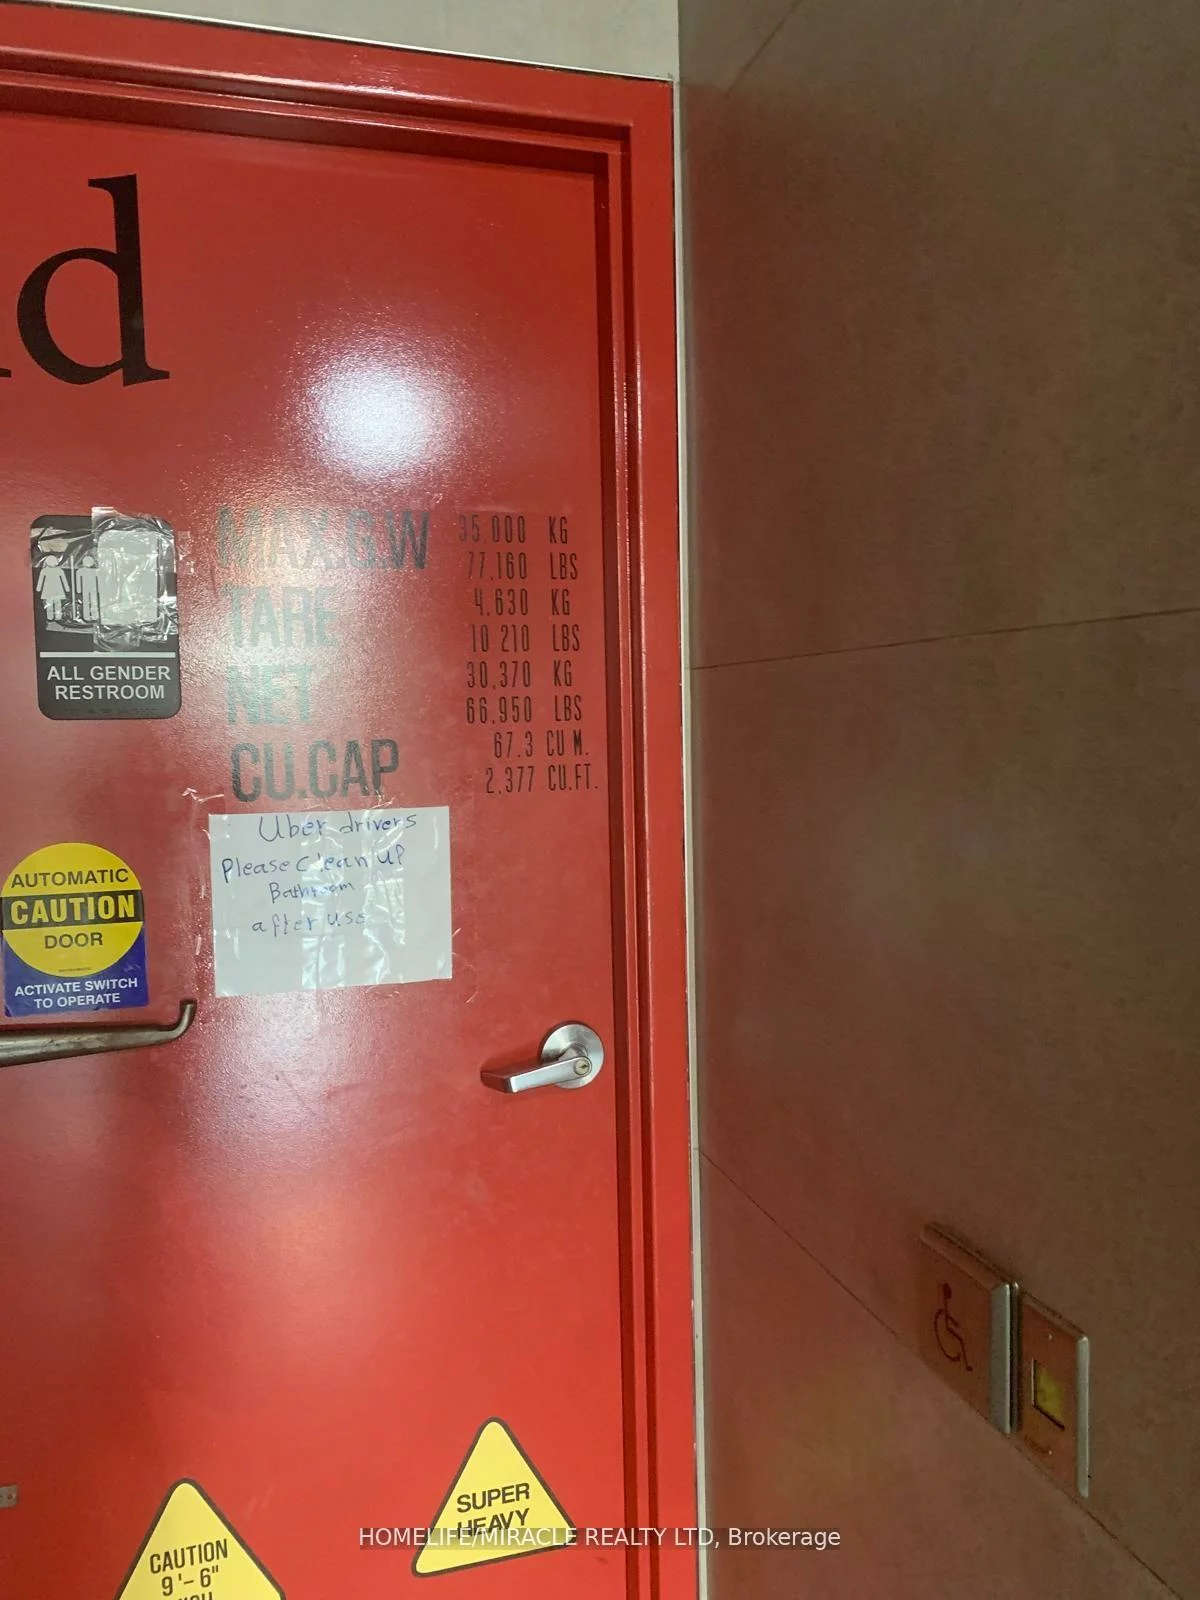 d
MAX.G.W 35,000 KG
77,160 LBS
TARE 4,630 KG
10 210 LBS
NET 30,370 KG
66,950 LBS
CU.CAP 67.3 CU M.
2,377 CU.FT.
ALL GENDER
RESTROOM
Uber drivers
Please Clean UP
Bathroom
after use
AUTOMATIC
CAUTION
DOOR
ACTIVATE SWITCH
TO OPERATE
SUPER
HEAVY
CAUTION
9'-6"
HOMELIFE/MIRACLE REALTY LTD, Brokerage